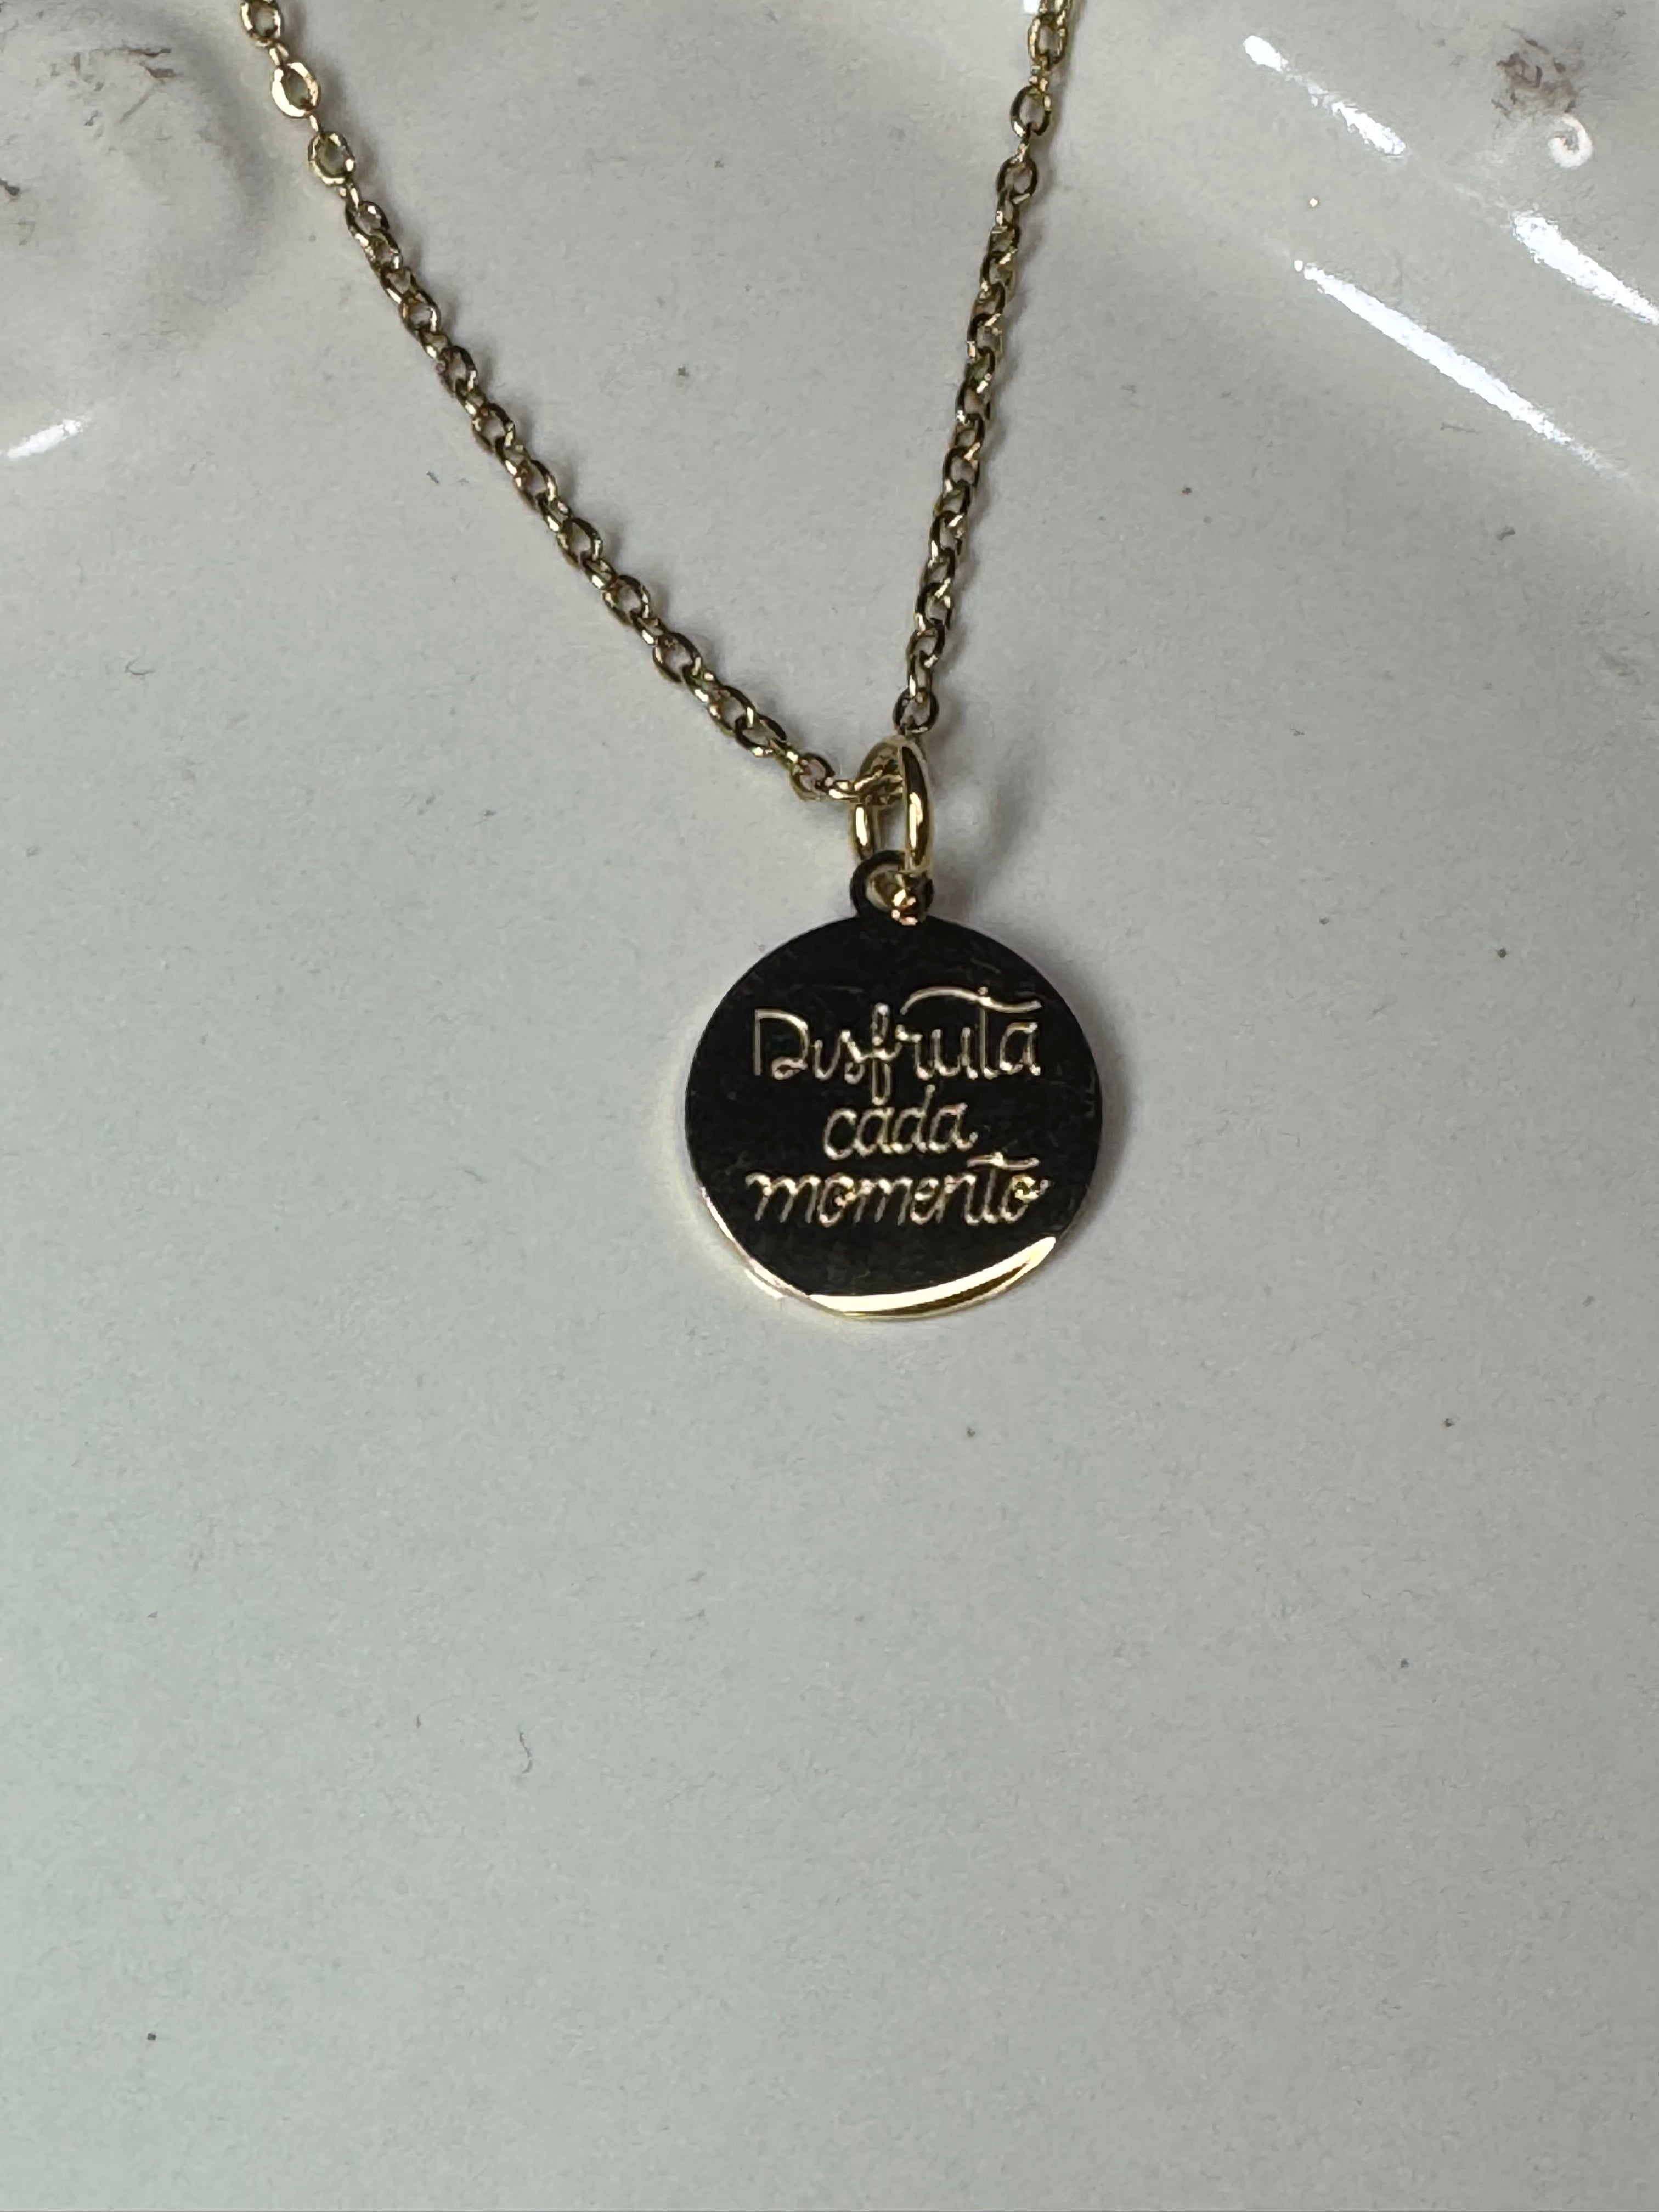 Disfruta
cada
momento